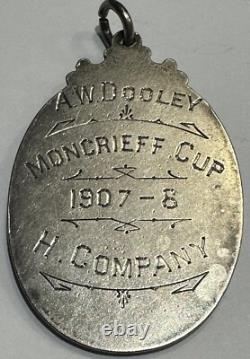 A.W. DOOLEY
MONCRIEFF CUP
1907-8
H. COMPANY